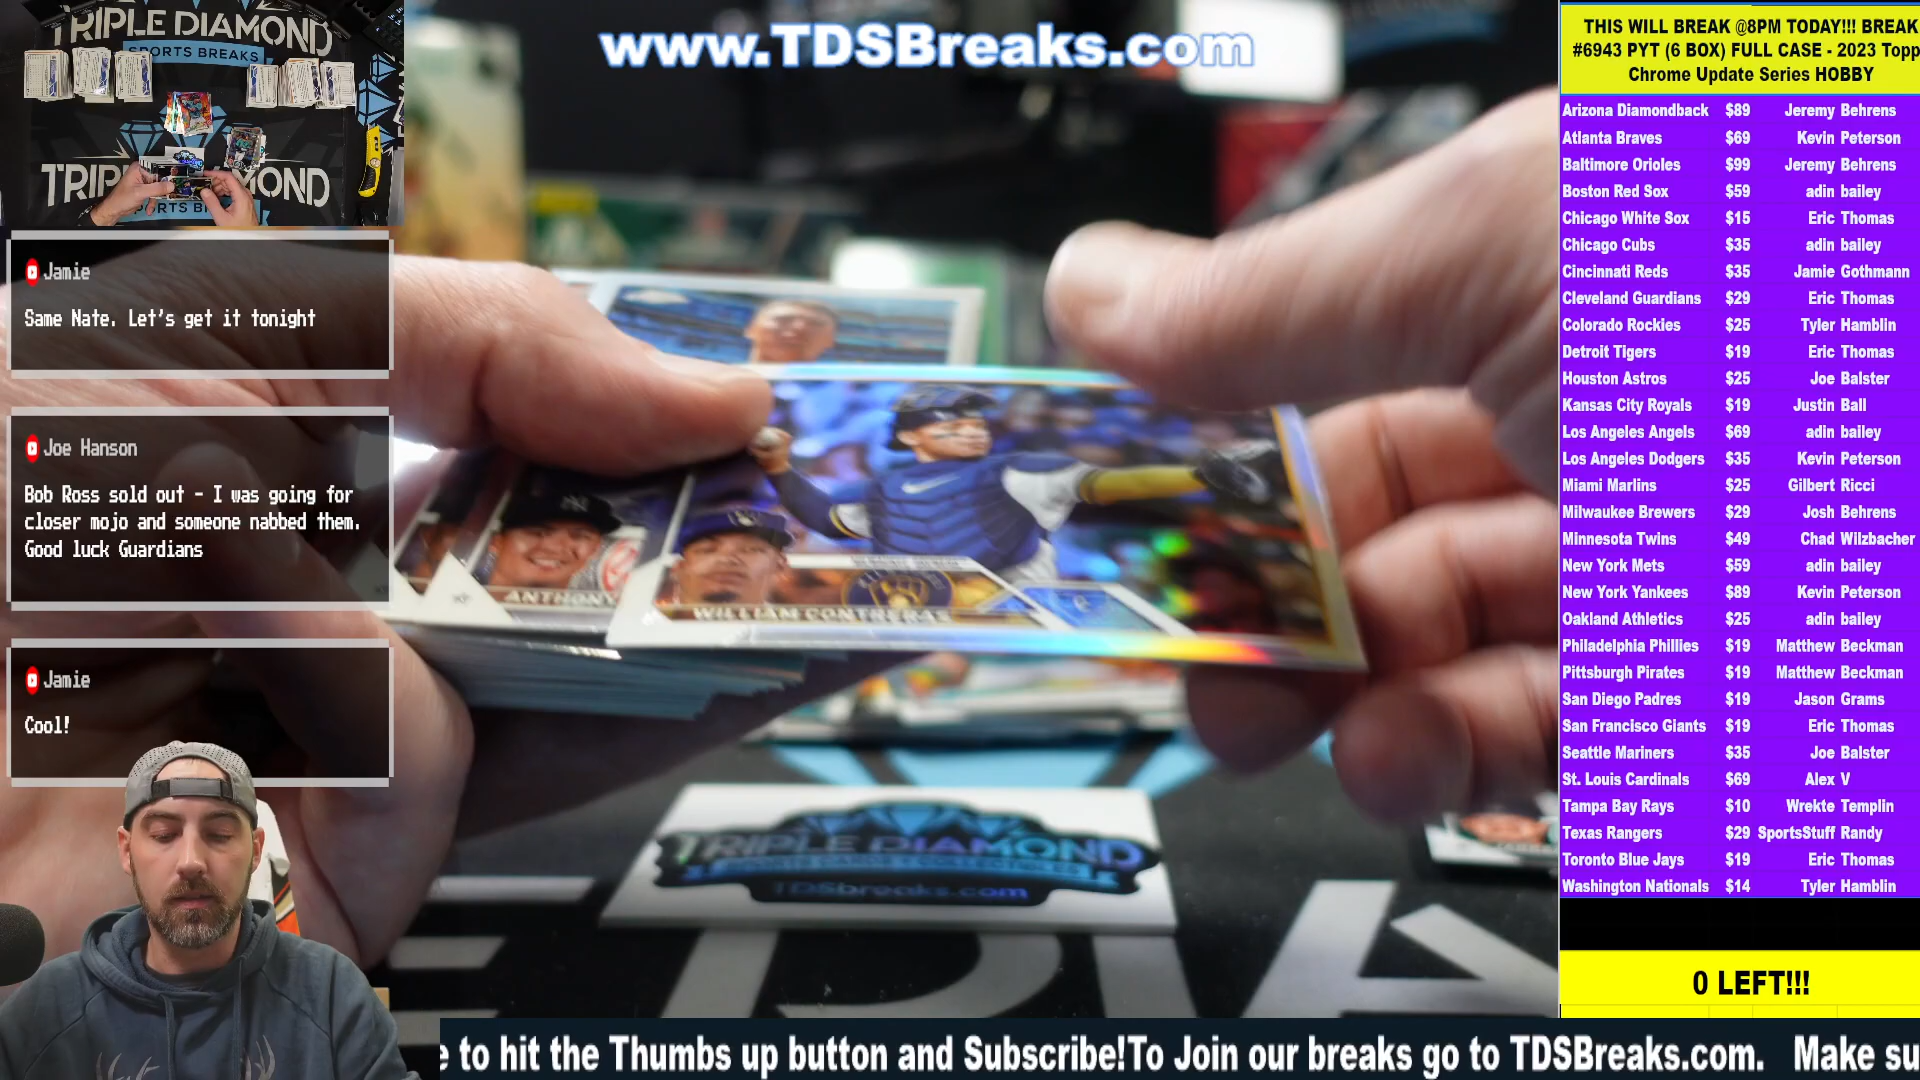 TRIPLE DIAMOND
SPORTS BREAKS
TRIPLE DIAMOND
www.TDSBreaks.com
Jamie
Same Nate. Let's get it tonight
Joe Hanson
Bob Ross sold out - I was going for
closer mojo and someone nabbed them.
Good luck Guardians
Jamie
Cool!
ANTHONY
WILLIAM CONTRERAS
TRIPLE DIAMOND
TDSbreaks.com
THIS WILL BREAK @8PM TODAY!!! BREAK
#6943 PYT (6 BOX) FULL CASE - 2023 Topp
Chrome Update Series HOBBY
Arizona Diamondback $89 Jeremy Behrens
Atlanta Braves $69 Kevin Peterson
Baltimore Orioles $99 Jeremy Behrens
Boston Red Sox $59 adin bailey
Chicago White Sox $15 Eric Thomas
Chicago Cubs $35 adin bailey
Cincinnati Reds $35 Jamie Gothmann
Cleveland Guardians $29 Eric Thomas
Colorado Rockies $25 Tyler Hamblin
Detroit Tigers $19 Eric Thomas
Houston Astros $25 Joe Balster
Kansas City Royals $19 Justin Ball
Los Angeles Angels $69 adin bailey
Los Angeles Dodgers $35 Kevin Peterson
Miami Marlins $25 Gilbert Ricci
Milwaukee Brewers $29 Josh Behrens
Minnesota Twins $49 Chad Wilzbacher
New York Mets $59 adin bailey
New York Yankees $89 Kevin Peterson
Oakland Athletics $25 adin bailey
Philadelphia Phillies $19 Matthew Beckman
Pittsburgh Pirates $19 Matthew Beckman
San Diego Padres $19 Jason Grams
San Francisco Giants $19 Eric Thomas
Seattle Mariners $35 Joe Balster
St. Louis Cardinals $69 Alex V
Tampa Bay Rays $10 Wrekte Templin
Texas Rangers $29 SportsStuff Randy
Toronto Blue Jays $19 Eric Thomas
Washington Nationals $14 Tyler Hamblin
0 LEFT!!!
e to hit the Thumbs up button and Subscribe!To Join our breaks go to TDSBreaks.com. Make su